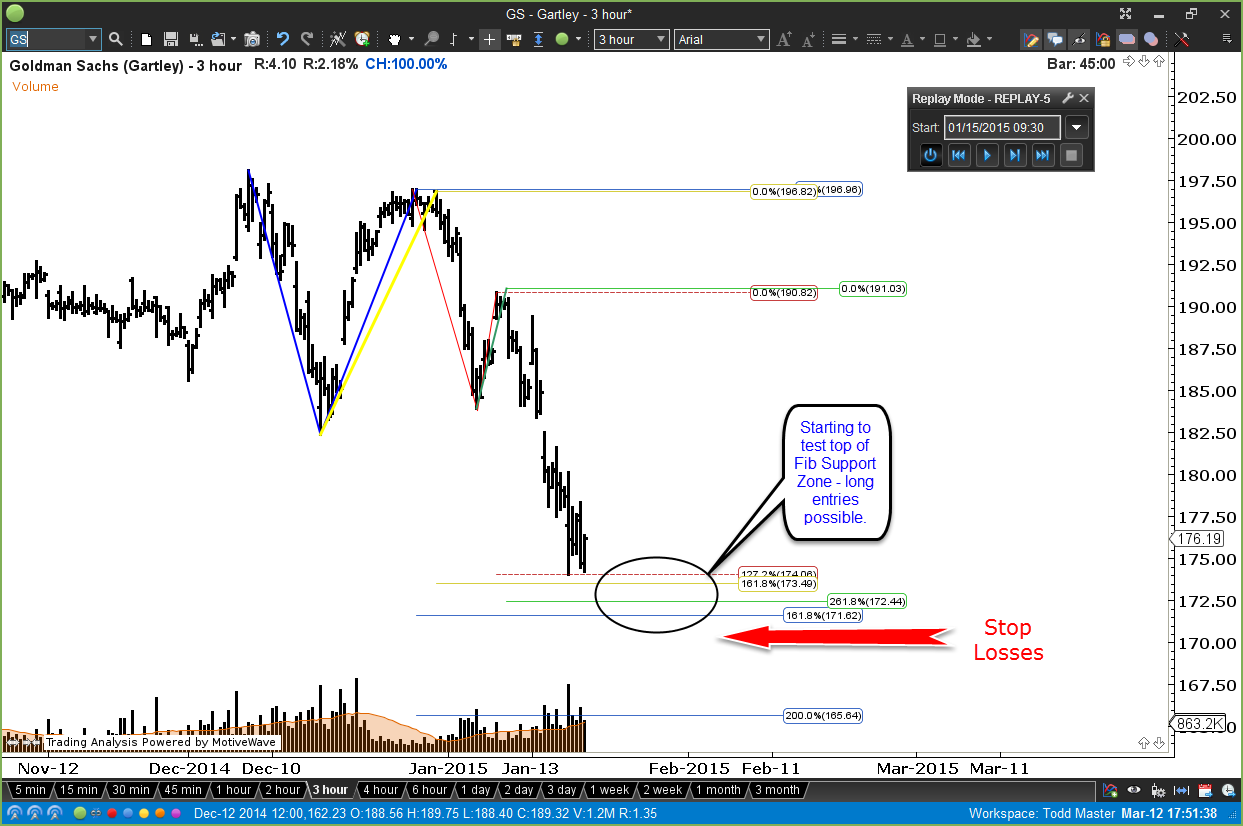 GS - Gartley - 3 hour*
GS
3 hour
Arial
Goldman Sachs (Gartley) - 3 hour R:4.10 R:2.18% CH:100.00%
Bar: 45:00
Volume
Replay Mode - REPLAY-5
Start: 01/15/2015 09:30
202.50
200.00
197.50
195.00
192.50
190.00
187.50
185.00
182.50
180.00
177.50
176.19
175.00
172.50
170.00
167.50
863.2K
0.0%(196.82)
%(196.96)
0.0%(190.82)
0.0%(191.03)
Starting to
test top of
Fib Support
Zone - long
entries
possible.
127.2%(174.06)
161.8%(173.49)
261.8%(172.44)
161.8%(171.62)
Stop
Losses
200.0%(165.64)
Trading Analysis Powered by MotiveWave
Nov-12 Dec-2014 Dec-10 Jan-2015 Jan-13 Feb-2015 Feb-11 Mar-2015 Mar-11
5 min 15 min 30 min 45 min 1 hour 2 hour 3 hour 4 hour 6 hour 1 day 2 day 3 day 1 week 2 week 1 month 3 month
Dec-12 2014 12:00,162.23 O:188.56 H:189.75 L:188.40 C:189.32 V:1.2M R:1.35
Workspace: Todd Master Mar-12 17:51:38